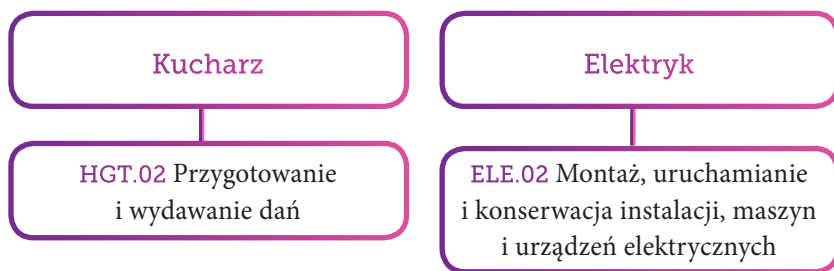 Kucharz
HGT.02 Przygotowanie
i wydawanie dań
Elektryk
ELE.02 Montaż, uruchamianie
i konserwacja instalacji, maszyn
i urządzeń elektrycznych